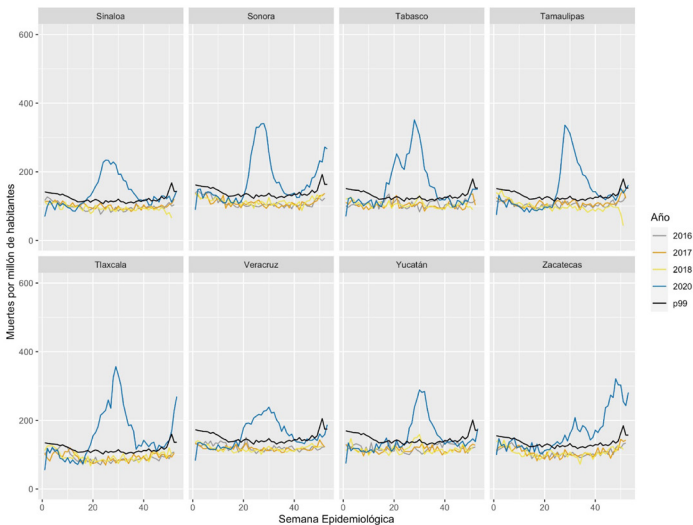 Sinaloa Sonora Tabasco Tamaulipas
600
400
200
0
Tlaxcala Veracruz Yucatán Zacatecas
600
400
200
0
0 20 40 0 20 40 0 20 40 0 20 40
Semana Epidemiológica
Muertes por millón de habitantes
Año
2016
2017
2018
2020
p99